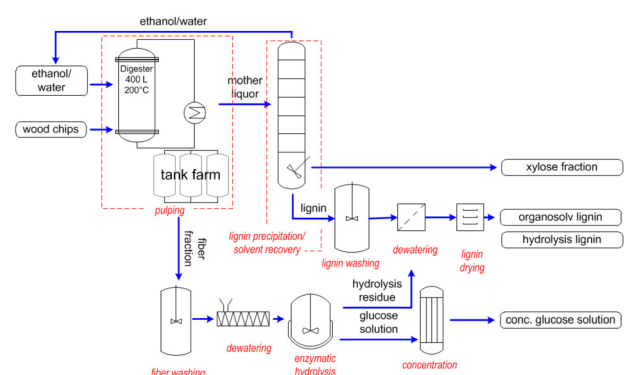 ethanol/water
Digester
400 L
200°C
ethanol/
water
mother
liquor
wood chips
tank farm
xylose fraction
pulping
lignin
organosolv lignin
lignin precipitation/
solvent recovery
dewatering
lignin washing
lignin
drying
hydrolysis lignin
fiber
fraction
hydrolysis
residue
glucose
solution
conc. glucose solution
dewatering
enzymatic
hydrolysis
concentration
fiber washing